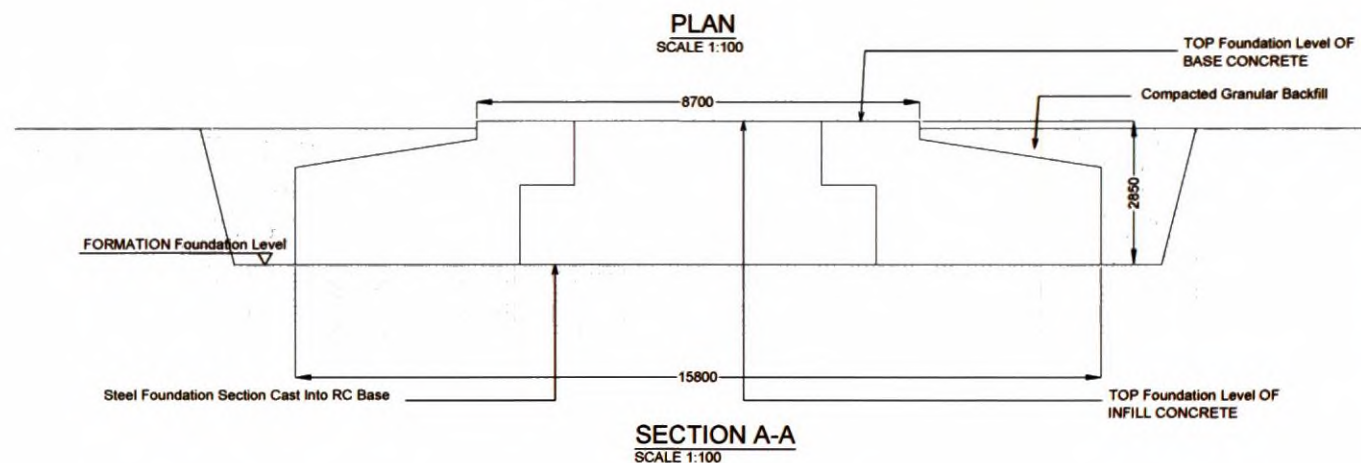 PLAN
SCALE 1:100
TOP Foundation Level OF
BASE CONCRETE
8700
Compacted Granular Backfill
2850
FORMATION Foundation Level
15800
Steel Foundation Section Cast Into RC Base
TOP Foundation Level OF
INFILL CONCRETE
SECTION A-A
SCALE 1:100